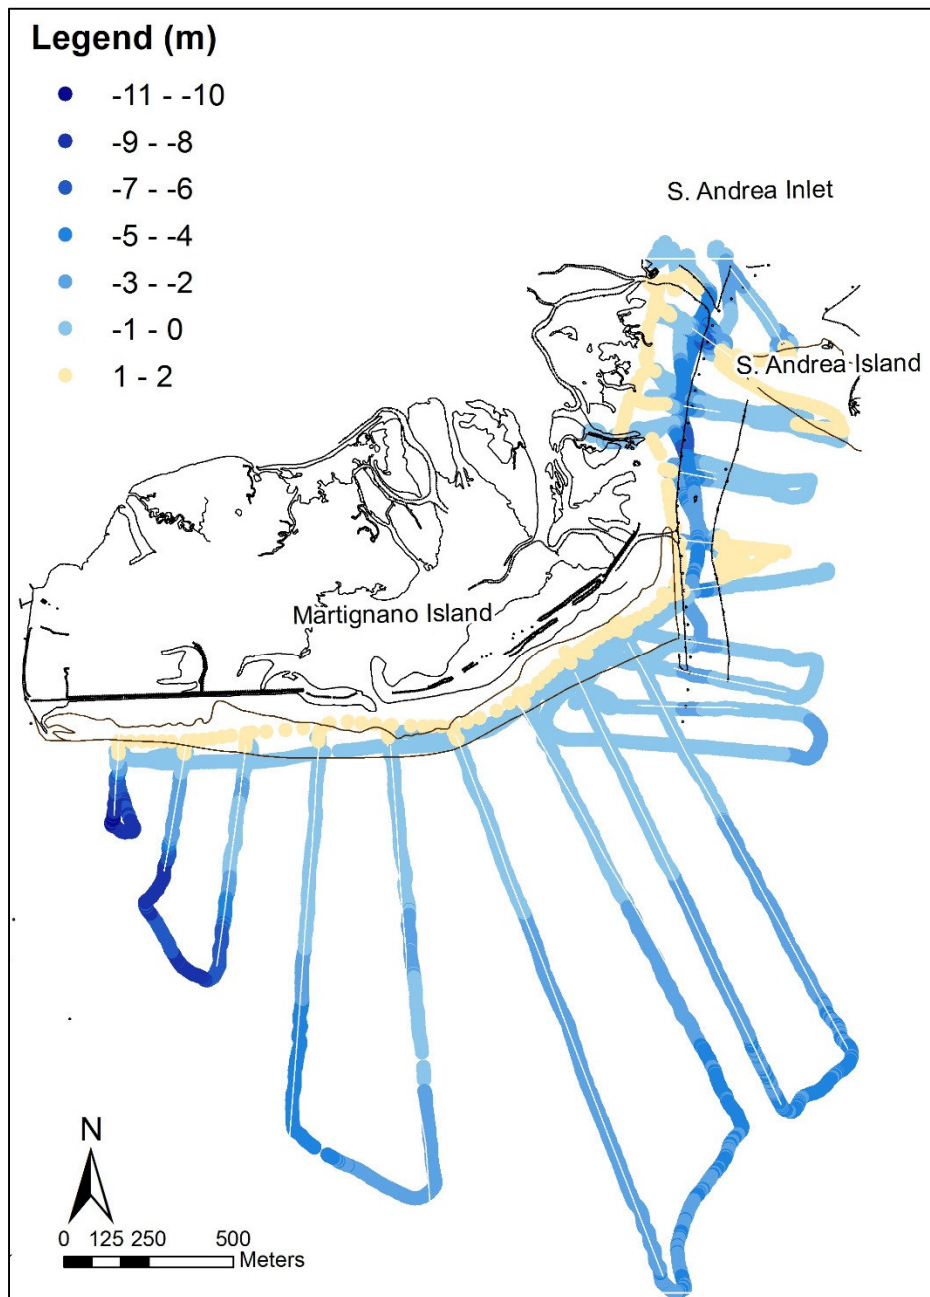 Legend (m)
-11 - -10
-9 - -8
-7 - -6
-5 - -4
-3 - -2
-1 - 0
1 - 2
S. Andrea Inlet
S. Andrea Island
Martignano Island
N
0 125 250 500
Meters